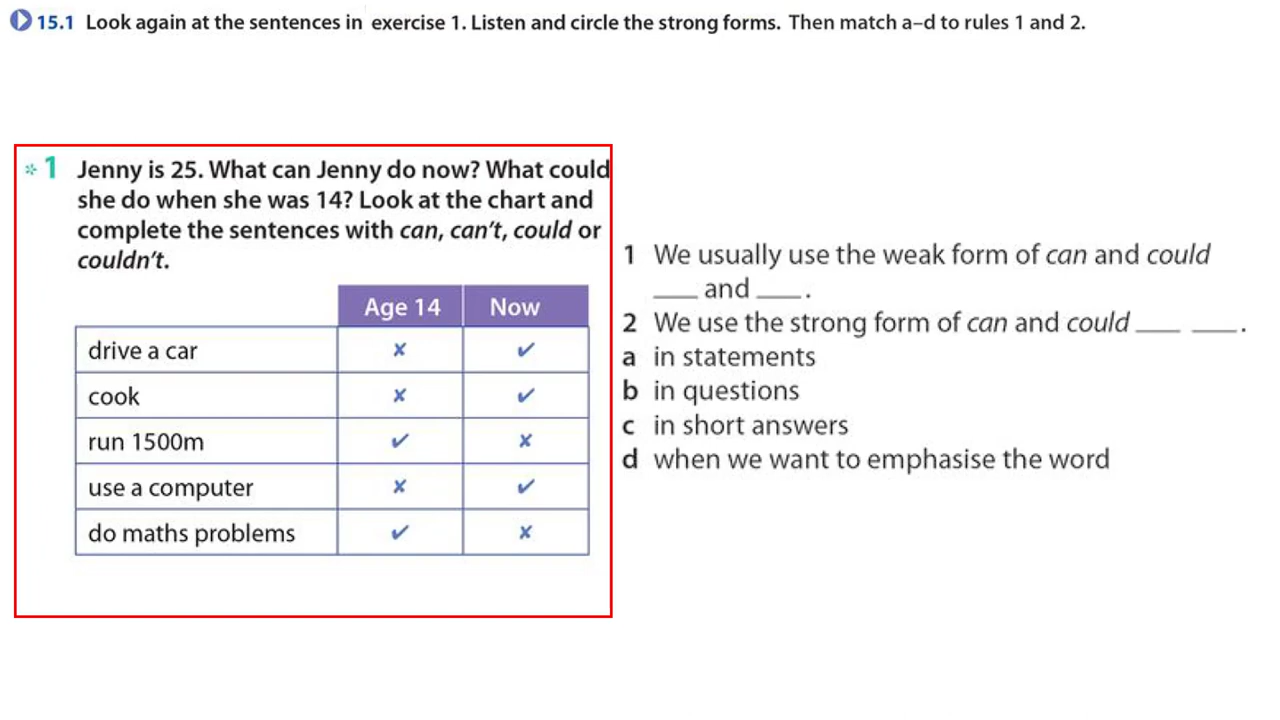 15.1 Look again at the sentences in exercise 1. Listen and circle the strong forms. Then match a–d to rules 1 and 2.
* 1 Jenny is 25. What can Jenny do now? What could
she do when she was 14? Look at the chart and
complete the sentences with can, can't, could or
couldn't.
Age 14 Now
drive a car ✗ ✓
cook ✗ ✓
run 1500m ✓ ✗
use a computer ✗ ✓
do maths problems ✓ ✗
1 We usually use the weak form of can and could
___ and ___ .
2 We use the strong form of can and could ___ ___ .
a in statements
b in questions
c in short answers
d when we want to emphasise the word